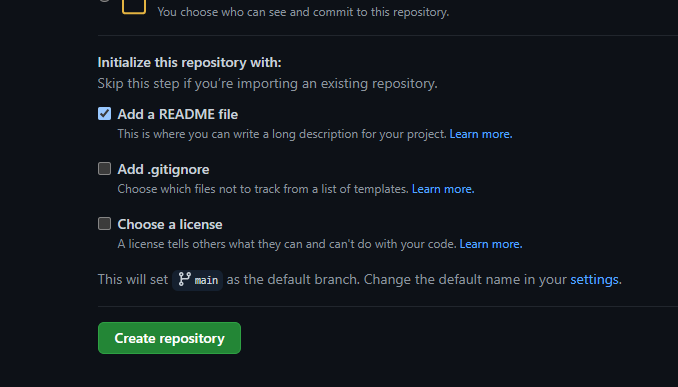 You choose who can see and commit to this repository.
Initialize this repository with:
Skip this step if you're importing an existing repository.
Add a README file
This is where you can write a long description for your project. Learn more.
Add .gitignore
Choose which files not to track from a list of templates. Learn more.
Choose a license
A license tells others what they can and can't do with your code. Learn more.
This will set main as the default branch. Change the default name in your settings.
Create repository